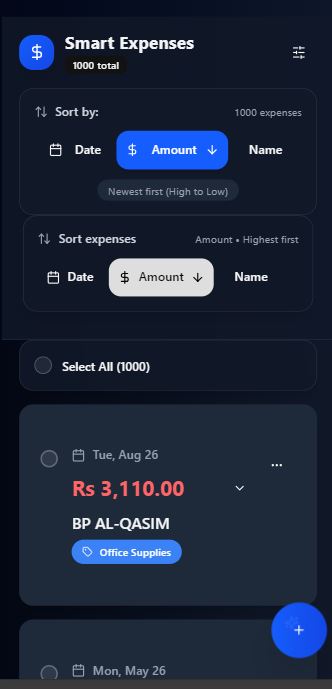 Smart Expenses
1000 total
Sort by:
1000 expenses
Date
$ Amount ↓
Name
Newest first (High to Low)
Sort expenses
Amount • Highest first
Date
$ Amount ↓
Name
Select All (1000)
Tue, Aug 26
Rs 3,110.00
BP AL-QASIM
Office Supplies
Mon, May 26